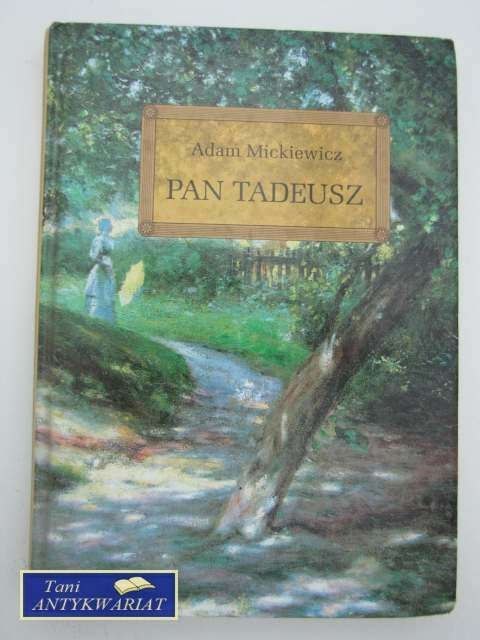 Adam Mickiewicz
PAN TADEUSZ
Tani
ANTYKWARIAT